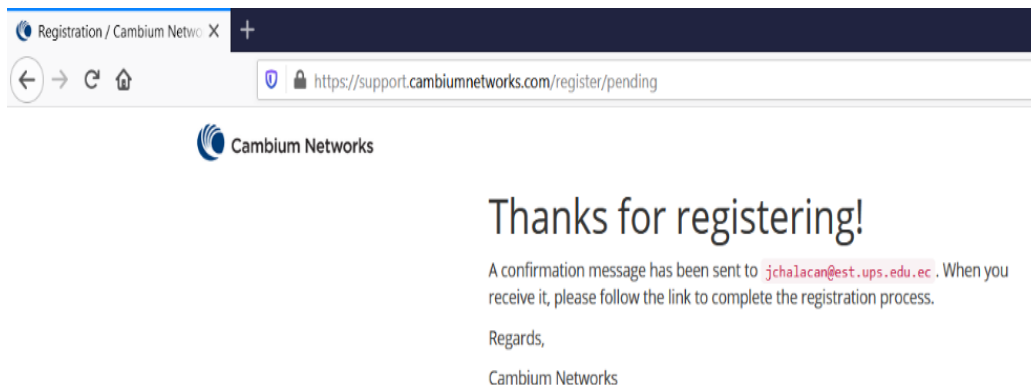 Registration / Cambium Netwo
https://support.cambiumnetworks.com/register/pending
Cambium Networks
Thanks for registering!
A confirmation message has been sent to jchalacan@est.ups.edu.ec. When you
receive it, please follow the link to complete the registration process.
Regards,
Cambium Networks